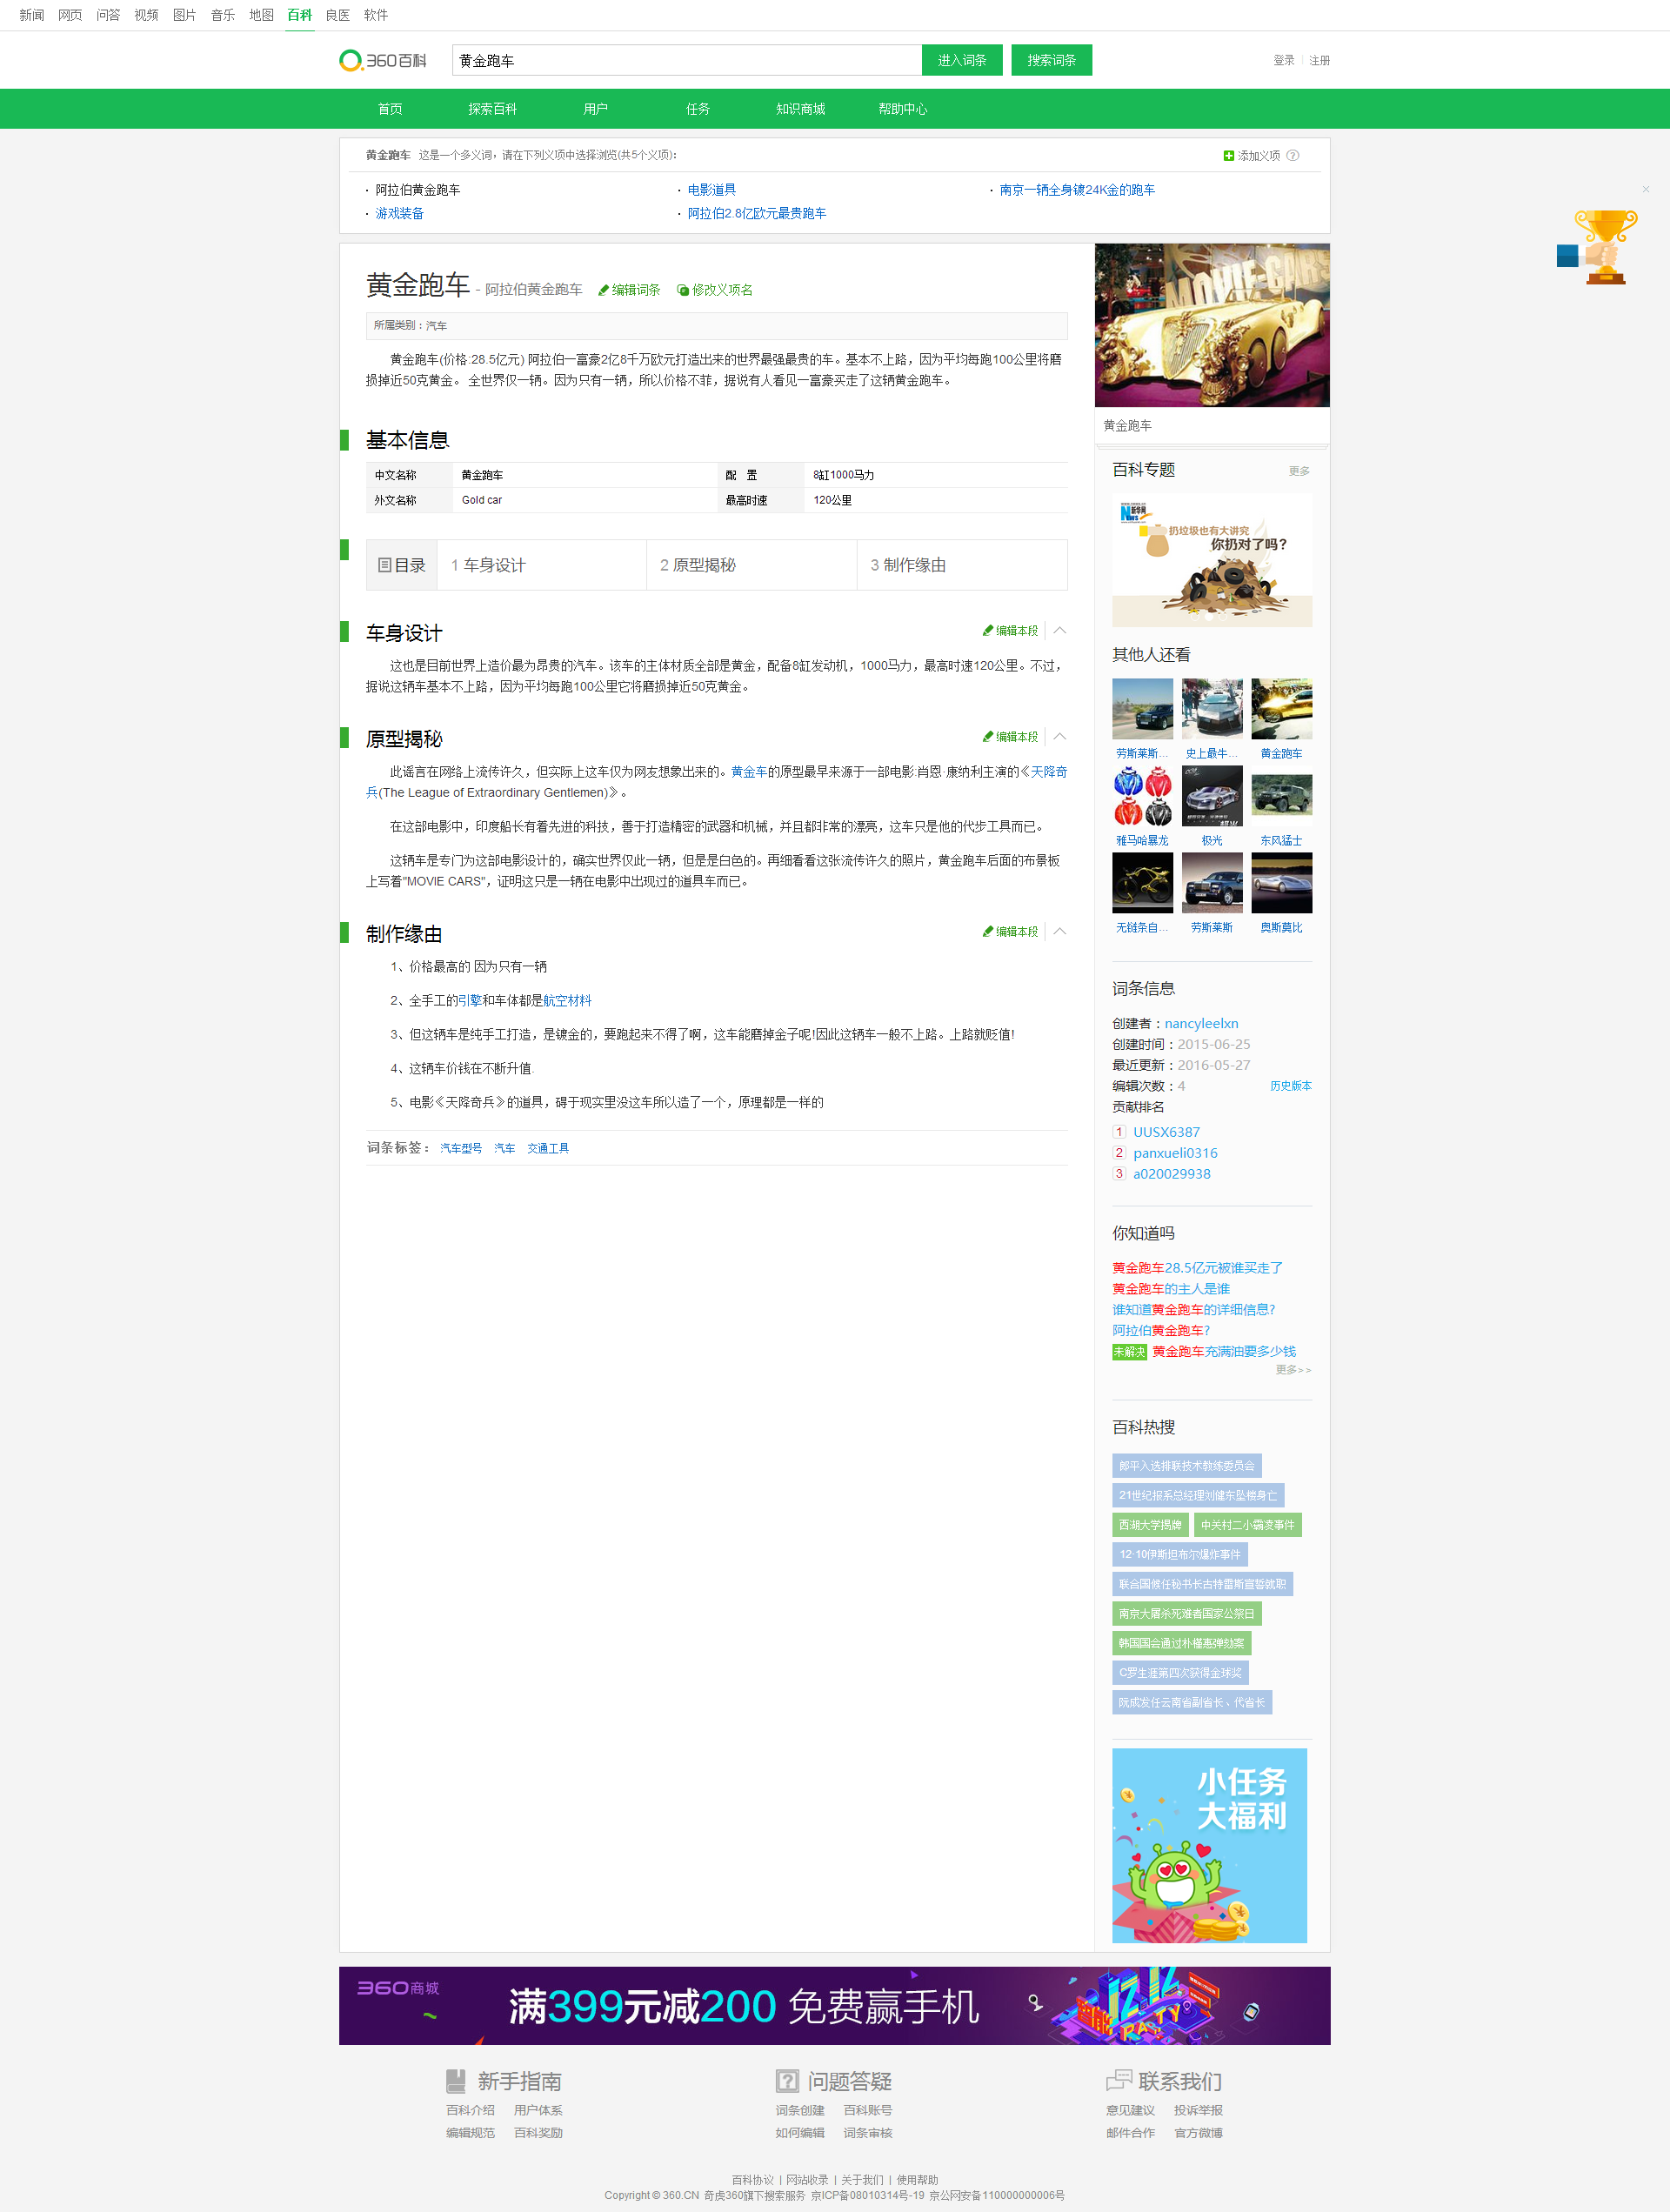 新闻 网页 问答 视频 图片 音乐 地图 百科 良医 软件
360百科 黄金跑车 进入词条 搜索词条 登录 注册
首页 探索百科 用户 任务 知识商城 帮助中心
黄金跑车 这是一个多义词，请在下列义项中选择浏览(共5个义项)： 添加义项 ?
· 阿拉伯黄金跑车 · 电影道具 · 南京一辆全身镀24K金的跑车
· 游戏装备 · 阿拉伯2.8亿欧元最贵跑车
黄金跑车 - 阿拉伯黄金跑车 编辑词条 修改义项名
所属类别：汽车
黄金跑车(价格:28.5亿元) 阿拉伯一富豪2亿8千万欧元打造出来的世界最强最贵的车。基本不上路，因为平均每跑100公里将磨
损掉近50克黄金。 全世界仅一辆。因为只有一辆，所以价格不菲，据说有人看见一富豪买走了这辆黄金跑车。
基本信息
中文名称 黄金跑车 配 置 8缸1000马力
外文名称 Gold car 最高时速 120公里
目录 1 车身设计 2 原型揭秘 3 制作缘由
车身设计 编辑本段
这也是目前世界上造价最为昂贵的汽车。该车的主体材质全部是黄金，配备8缸发动机，1000马力，最高时速120公里。不过，
据说这辆车基本不上路，因为平均每跑100公里它将磨损掉近50克黄金。
原型揭秘 编辑本段
此谣言在网络上流传许久，但实际上这车仅为网友想象出来的。黄金车的原型最早来源于一部电影:肖恩·康纳利主演的《天降奇
兵(The League of Extraordinary Gentlemen)》。
在这部电影中，印度船长有着先进的科技，善于打造精密的武器和机械，并且都非常的漂亮，这车只是他的代步工具而已。
这辆车是专门为这部电影设计的，确实世界仅此一辆，但是是白色的。再细看看这张流传许久的照片，黄金跑车后面的布景板
上写着"MOVIE CARS"，证明这只是一辆在电影中出现过的道具车而已。
制作缘由 编辑本段
1、价格最高的 因为只有一辆
2、全手工的引擎和车体都是航空材料
3、但这辆车是纯手工打造，是镀金的，要跑起来不得了啊，这车能磨掉金子呢!因此这辆车一般不上路。上路就贬值!
4、这辆车价钱在不断升值.
5、电影《天降奇兵》的道具，碍于现实里没这车所以造了一个，原理都是一样的
词条标签： 汽车型号 汽车 交通工具
MOVIE CARS
黄金跑车
百科专题 更多
新华网
扔垃圾也有大讲究
你扔对了吗?
其他人还看
劳斯莱斯... 史上最牛... 黄金跑车
雅马哈暴龙 极光 东风猛士
无链条自... 劳斯莱斯 奥斯莫比
词条信息
创建者：nancyleelxn
创建时间：2015-06-25
最近更新：2016-05-27
编辑次数：4 历史版本
贡献排名
1 UUSX6387
2 panxueli0316
3 a020029938
你知道吗
黄金跑车28.5亿元被谁买走了
黄金跑车的主人是谁
谁知道黄金跑车的详细信息?
阿拉伯黄金跑车?
未解决 黄金跑车充满油要多少钱
更多>>
百科热搜
郎平入选排联技术教练委员会
21世纪报系总经理刘健东坠楼身亡
西湖大学揭牌 中关村二小霸凌事件
12·10伊斯坦布尔爆炸事件
联合国候任秘书长古特雷斯宣誓就职
南京大屠杀死难者国家公祭日
韩国国会通过朴槿惠弹劾案
C罗生涯第四次获得金球奖
阮成发任云南省副省长、代省长
小任务
大福利
360商城 满399元减200 免费赢手机 12.12 PARTY
新手指南 问题答疑 联系我们
百科介绍 用户体系 词条创建 百科账号 意见建议 投诉举报
编辑规范 百科奖励 如何编辑 词条审核 邮件合作 官方微博
百科协议 | 网站收录 | 关于我们 | 使用帮助
Copyright © 360.CN 奇虎360旗下搜索服务 京ICP备08010314号-19 京公网安备110000000006号